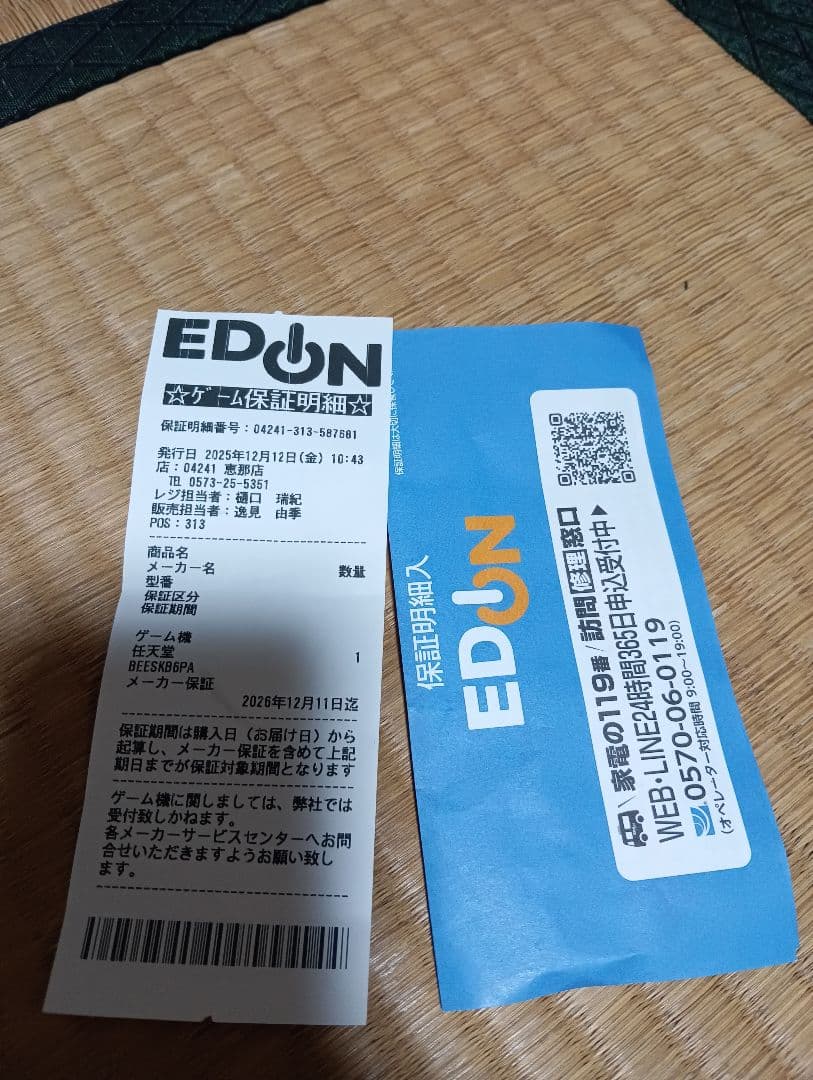 EDION
☆ゲーム保証明細☆
保証明細番号：04241-313-587681
発行日 2025年12月12日(金) 10:43
店：04241 恵那店
TEL 0573-25-5351
レジ担当者：樋口 瑞紀
販売担当者：逸見 由季
POS：313
商品名
メーカー名 数量
型番
保証区分
保証期間
ゲーム機
任天堂 1
BEESKB6PA
メーカー保証
2026年12月11日迄
保証期間は購入日（お届け日）から
起算し、メーカー保証を含めて上記
期日までが保証対象期間となります
ゲーム機に関しましては、弊社では
受付致しかねます。
各メーカーサービスセンターへお問
合せいただきますようお願い致し
ます。
保証明細入
EDION
家電の119番/訪問修理窓口
WEB・LINE24時間365日申込受付中▶
0570-06-0119
(オペレーター対応時間 9:00～19:00)